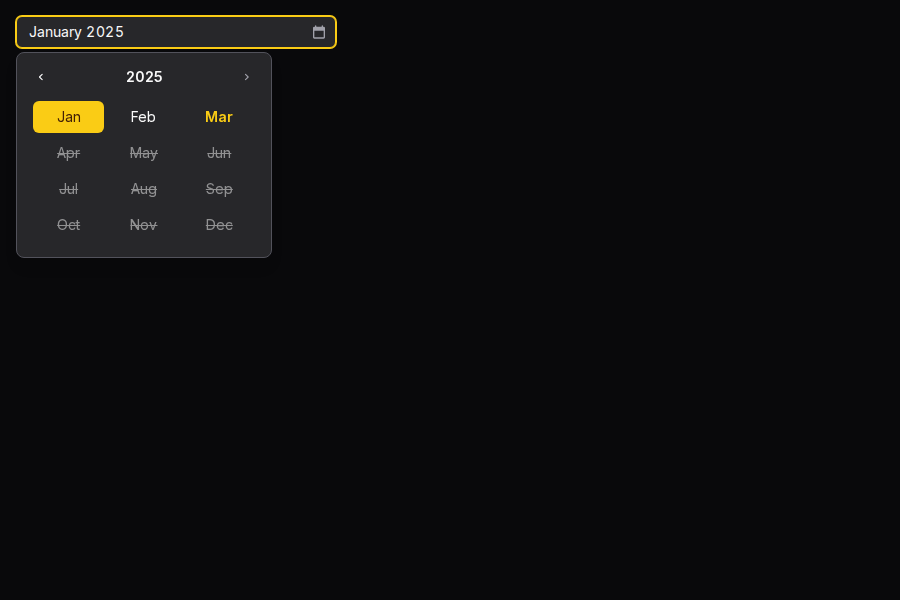 January 2025
‹ 2025 ›
Jan Feb Mar
Apr May Jun
Jul Aug Sep
Oct Nov Dec